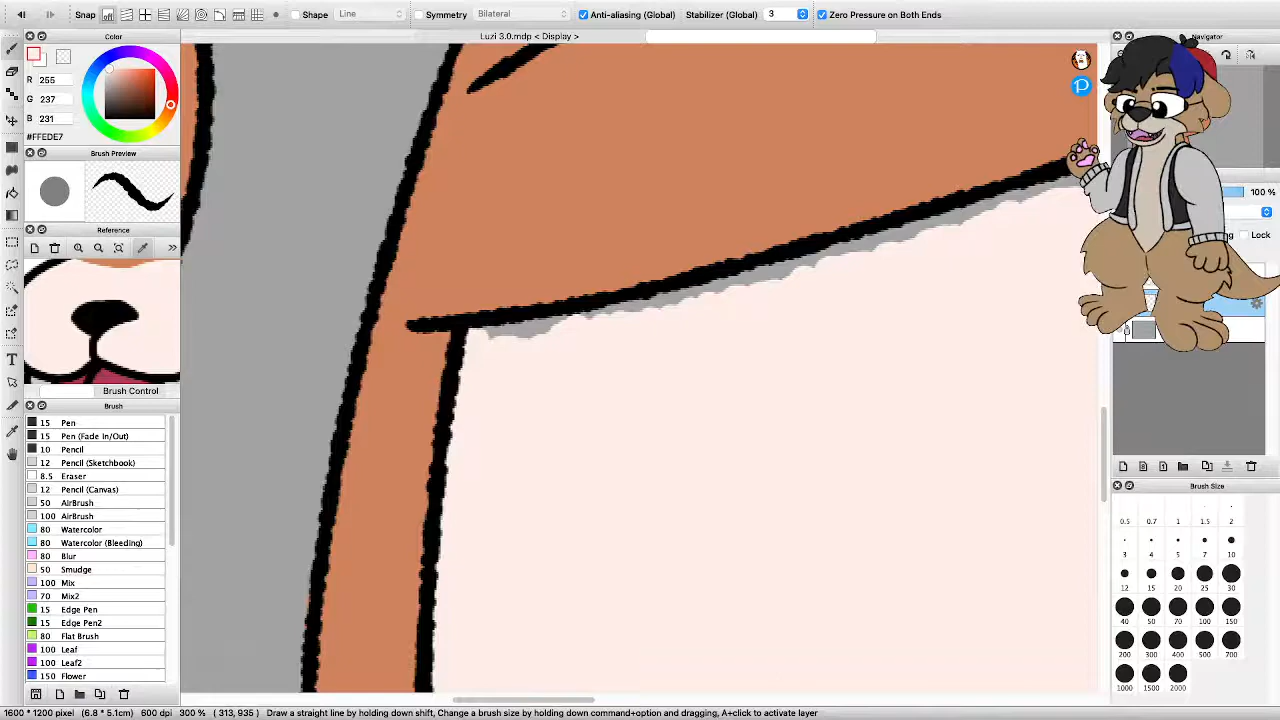 Snap
Shape
Line
Symmetry
Bilateral
Anti-aliasing (Global)
Stabilizer (Global)
3
Zero Pressure on Both Ends
Color
Luzi 3.0.mdp < Display >
Navigator
R 255
G 237
B 231
#FFEDE7
Brush Preview
100 %
Reference
Lock
Brush Control
Brush
15 Pen
15 Pen (Fade In/Out)
10 Pencil
12 Pencil (Sketchbook)
8.5 Eraser
12 Pencil (Canvas)
50 AirBrush
100 AirBrush
80 Watercolor
80 Watercolor (Bleeding)
80 Blur
50 Smudge
100 Mix
70 Mix2
15 Edge Pen
15 Edge Pen2
80 Flat Brush
100 Leaf
100 Leaf2
150 Flower
Brush Size
0.5 0.7 1 1.5 2
3 4 5 7 10
12 15 20 25 30
40 50 70 100 150
200 300 400 500 700
1000 1500 2000
1600 * 1200 pixel (6.8 * 5.1cm) 600 dpi 300 % ( 313, 935 ) Draw a straight line by holding down shift, Change a brush size by holding down command+option and dragging, A+click to activate layer